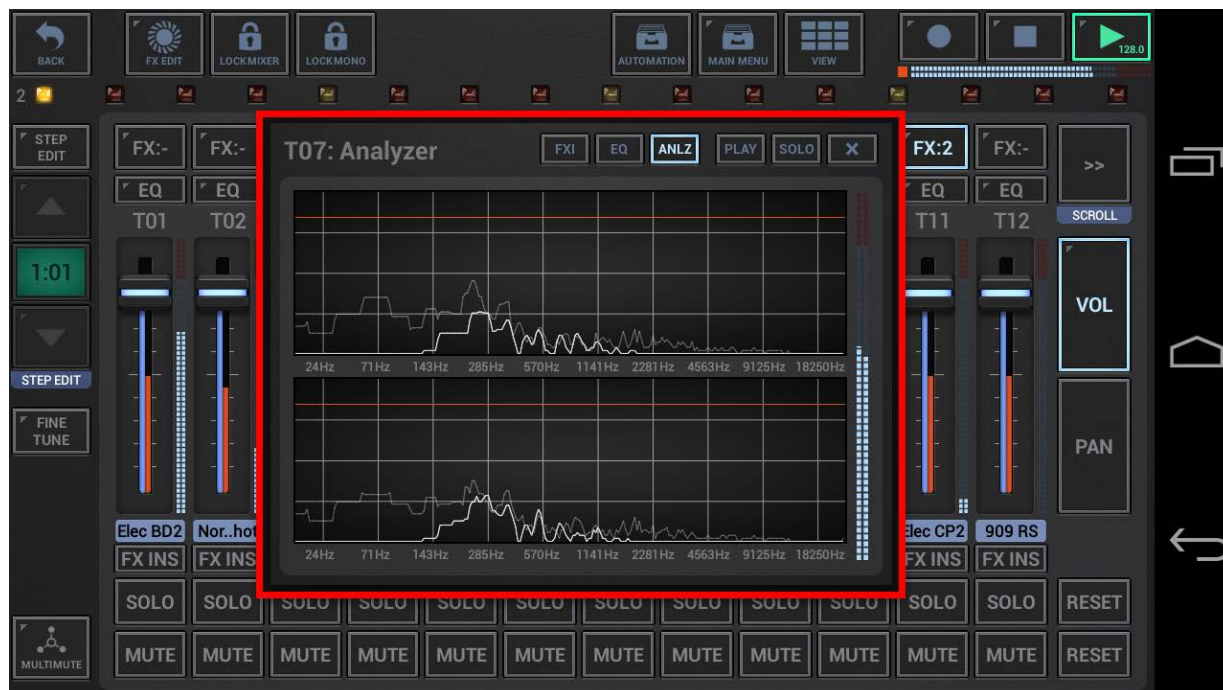 BACK
FX EDIT
LOCKMIXER
LOCKMONO
AUTOMATION
MAIN MENU
VIEW
128.0
2
STEP EDIT
1:01
STEP EDIT
FINE TUNE
MULTIMUTE
FX:- FX:- FX:2 FX:-
EQ EQ EQ EQ
T01 T02 T11 T12
T07: Analyzer FXI EQ ANLZ PLAY SOLO X
24Hz 71Hz 143Hz 285Hz 570Hz 1141Hz 2281Hz 4563Hz 9125Hz 18250Hz
24Hz 71Hz 143Hz 285Hz 570Hz 1141Hz 2281Hz 4563Hz 9125Hz 18250Hz
>>
SCROLL
VOL
PAN
Elec BD2 Nor..hot Elec CP2 909 RS
FX INS FX INS FX INS FX INS
SOLO SOLO SOLO SOLO SOLO SOLO SOLO SOLO SOLO SOLO SOLO SOLO RESET
MUTE MUTE MUTE MUTE MUTE MUTE MUTE MUTE MUTE MUTE MUTE MUTE RESET